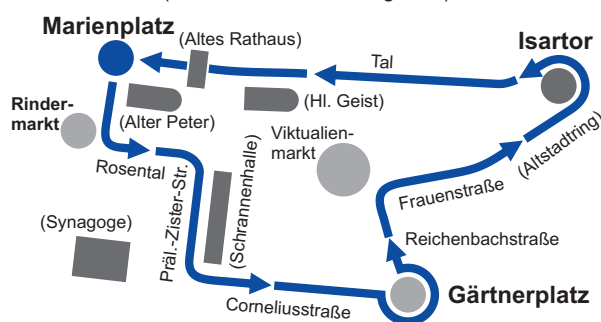 Marienplatz
(Altes Rathaus)
Isartor
Tal
Rinder-
markt
(Alter Peter)
(Hl. Geist)
Viktualien-
markt
Rosental
(Altstadtring)
Frauenstraße
Präl.-Zister-Str.
(Schrannenhalle)
(Synagoge)
Reichenbachstraße
Gärtnerplatz
Corneliusstraße